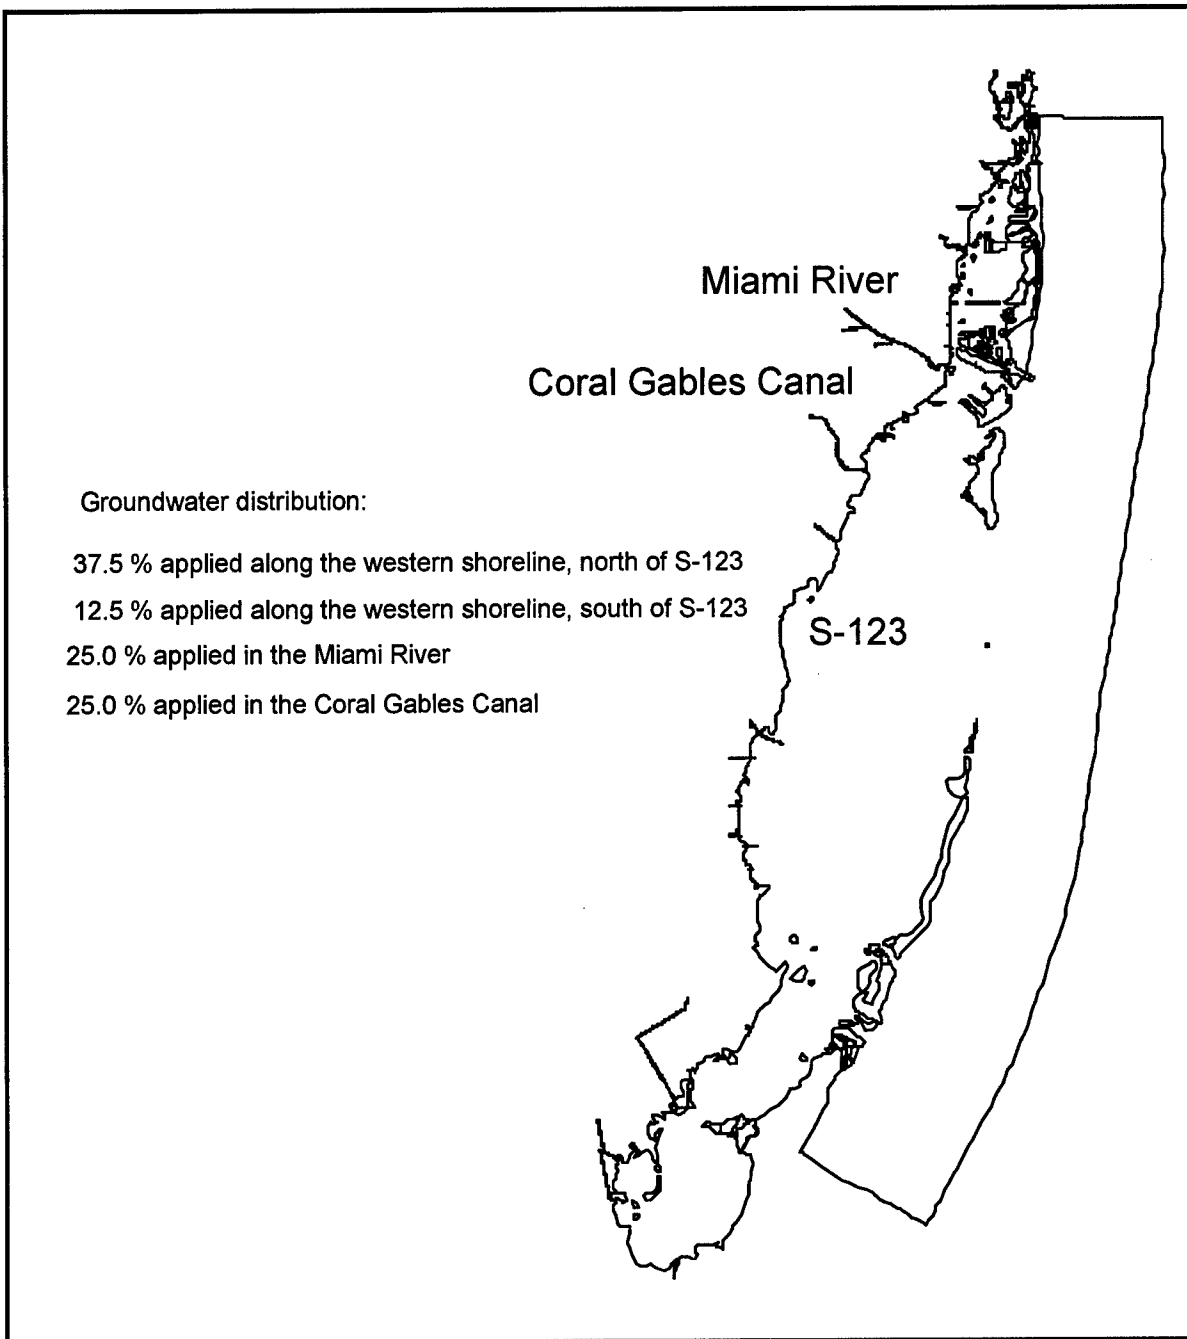 Miami River
Coral Gables Canal
Groundwater distribution:
37.5 % applied along the western shoreline, north of S-123
12.5 % applied along the western shoreline, south of S-123
S-123
25.0 % applied in the Miami River
25.0 % applied in the Coral Gables Canal